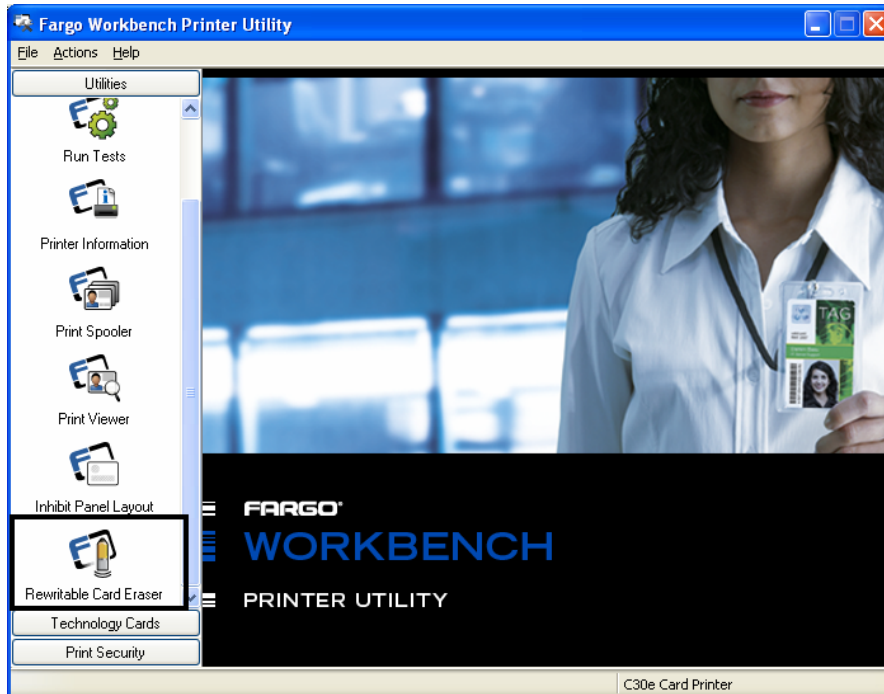 Fargo Workbench Printer Utility
File Actions Help
Utilities
Run Tests
Printer Information
Print Spooler
Print Viewer
Inhibit Panel Layout
Rewritable Card Eraser
Technology Cards
Print Security
TAG
FARGO®
WORKBENCH
PRINTER UTILITY
C30e Card Printer